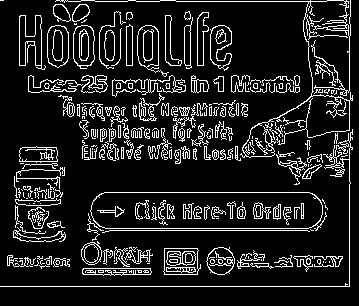 HoodiaLife
Lose 25 pounds in 1 Month!
Discover the New Miracle
Supplement for Safe,
Effective Weight Loss!
Click Here To Order!
Featured on: OPRAH 60 abc TODAY